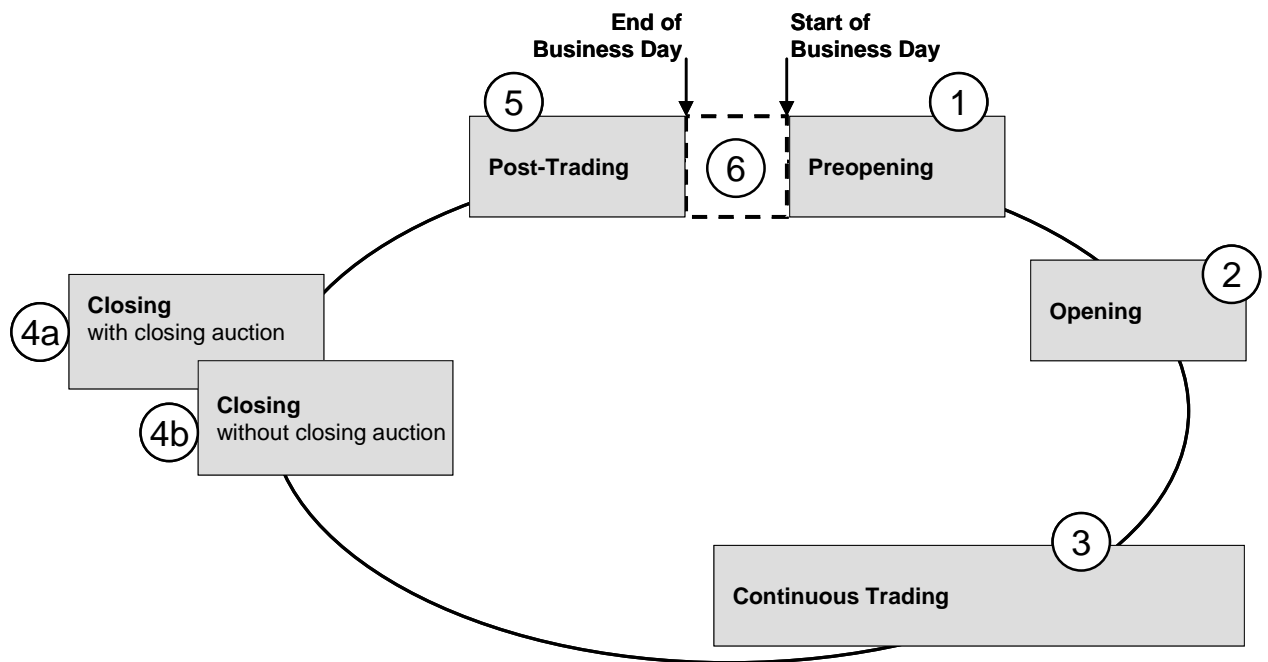 End of
Business Day
Start of
Business Day
5
1
Post-Trading
6
Preopening
2
Opening
4a
Closing
with closing auction
4b
Closing
without closing auction
3
Continuous Trading